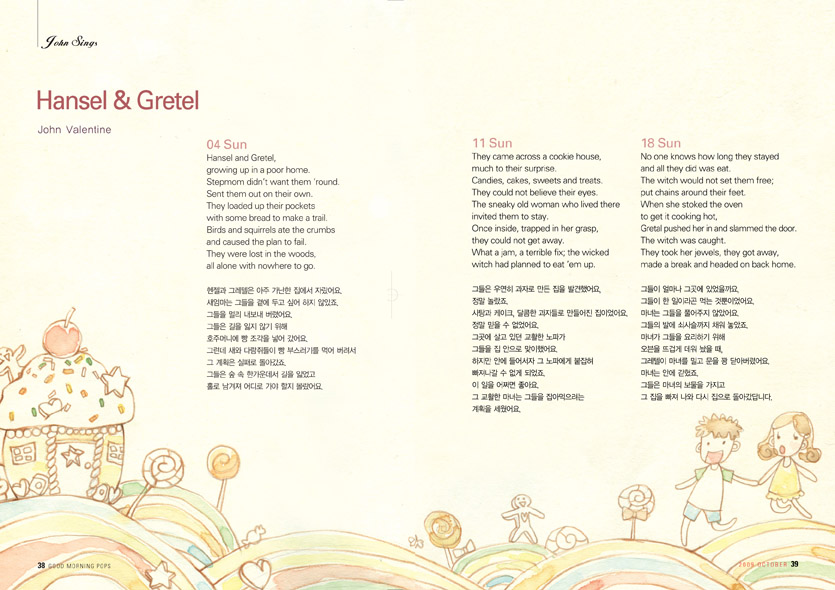 John Sings
Hansel & Gretel
John Valentine
04 Sun
Hansel and Gretel,
growing up in a poor home.
Stepmom didn't want them 'round.
Sent them out on their own.
They loaded up their pockets
with some bread to make a trail.
Birds and squirrels ate the crumbs
and caused the plan to fail.
They were lost in the woods,
all alone with nowhere to go.
헨젤과 그레텔은 아주 가난한 집에서 자랐어요.
새엄마는 그들을 곁에 두고 싶어 하지 않았죠.
그들을 멀리 내보내 버렸어요.
그들은 길을 잃지 않기 위해
호주머니에 빵 조각을 넣어 갔어요.
그런데 새와 다람쥐들이 빵 부스러기를 먹어 버려서
그 계획은 실패로 돌아갔죠.
그들은 숲 속 한가운데서 길을 잃었고
홀로 남겨져 어디로 가야 할지 몰랐어요.
11 Sun
They came across a cookie house,
much to their surprise.
Candies, cakes, sweets and treats.
They could not believe their eyes.
The sneaky old woman who lived there
invited them to stay.
Once inside, trapped in her grasp,
they could not get away.
What a jam, a terrible fix; the wicked
witch had planned to eat 'em up.
그들은 우연히 과자로 만든 집을 발견했어요,
정말 놀랐죠.
사탕과 케이크, 달콤한 과자들로 만들어진 집이었어요.
정말 믿을 수 없었어요.
그곳에 살고 있던 교활한 노파가
그들을 집 안으로 맞이했어요.
하지만 안에 들어서자 그 노파에게 붙잡혀
빠져나갈 수 없게 되었죠.
이 일을 어쩌면 좋아요.
그 교활한 마녀는 그들을 잡아먹으려는
계획을 세웠어요.
18 Sun
No one knows how long they stayed
and all they did was eat.
The witch would not set them free;
put chains around their feet.
When she stoked the oven
to get it cooking hot,
Gretal pushed her in and slammed the door.
The witch was caught.
They took her jewels, they got away,
made a break and headed on back home.
그들이 얼마나 그곳에 있었을까요,
그들이 한 일이라곤 먹는 것뿐이었어요.
마녀는 그들을 풀어주지 않았어요.
그들의 발에 쇠사슬까지 채워 놓았죠.
마녀가 그들을 요리하기 위해
오븐을 뜨겁게 데워 놨을 때,
그레텔이 마녀를 밀고 문을 쾅 닫아버렸어요.
마녀는 안에 갇혔죠.
그들은 마녀의 보물을 가지고
그 집을 빠져 나와 다시 집으로 돌아갔답니다.
38 GOOD MORNING POPS
2009 OCTOBER 39